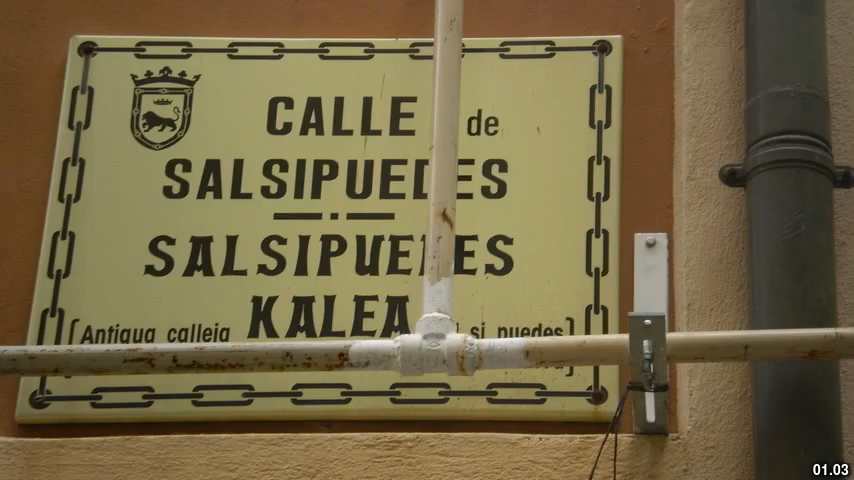 CALLE de
SALSIPUEDES
SALSIPUEDES
KALEA
[Antigua calleja si puedes]
01.03